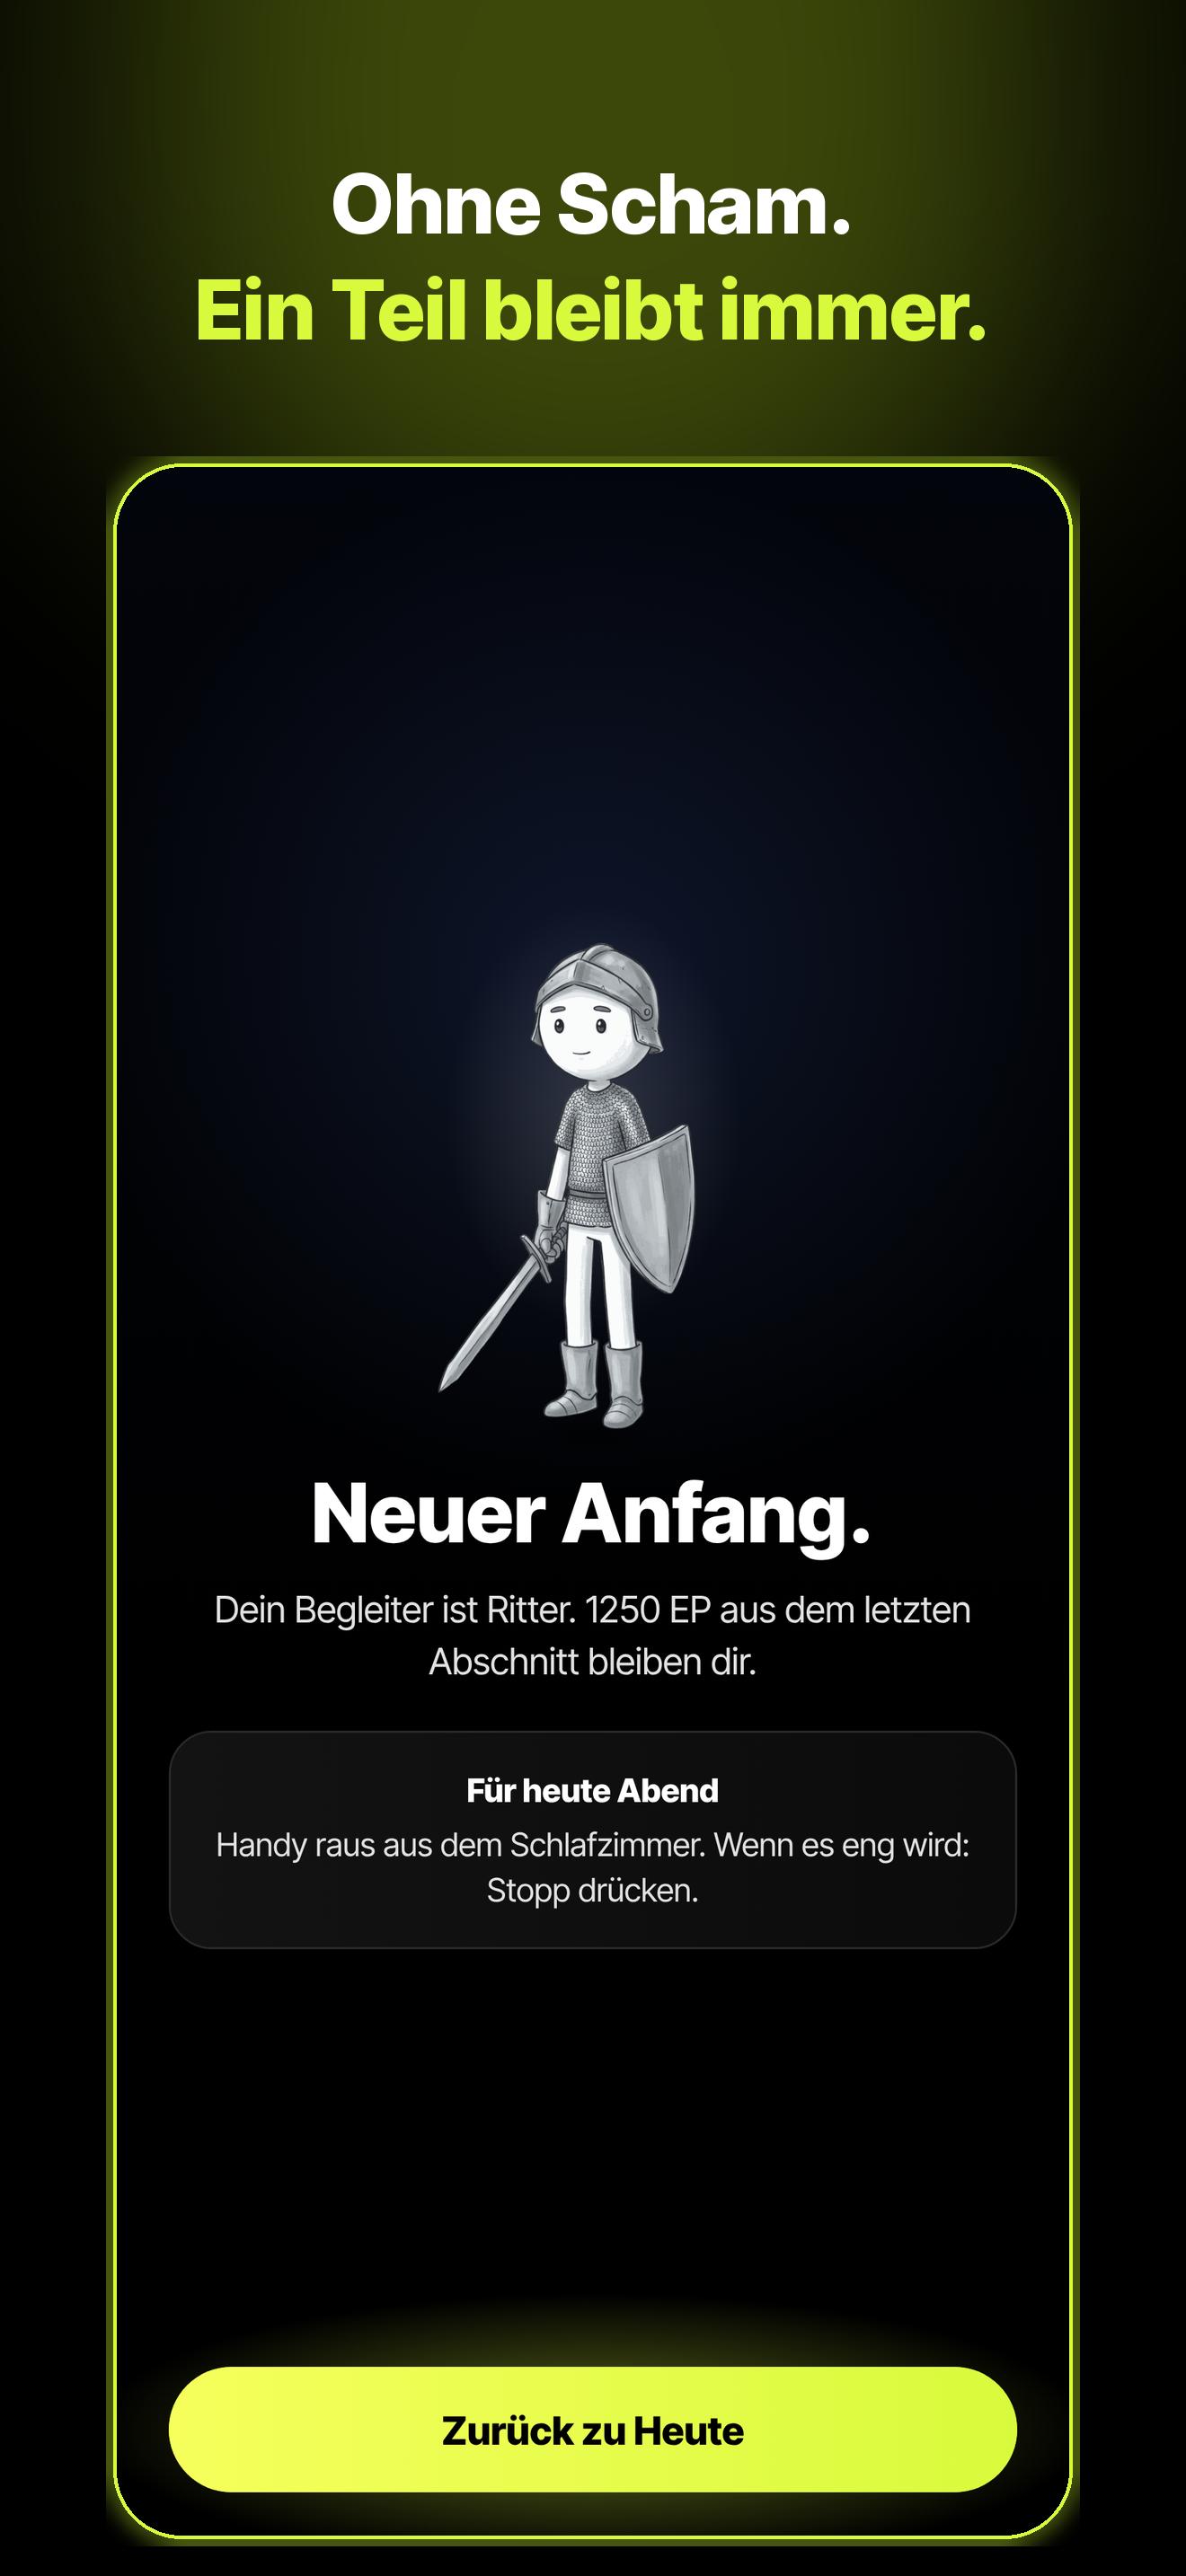 Ohne Scham.
Ein Teil bleibt immer.
Neuer Anfang.
Dein Begleiter ist Ritter. 1250 EP aus dem letzten
Abschnitt bleiben dir.
Für heute Abend
Handy raus aus dem Schlafzimmer. Wenn es eng wird:
Stopp drücken.
Zurück zu Heute